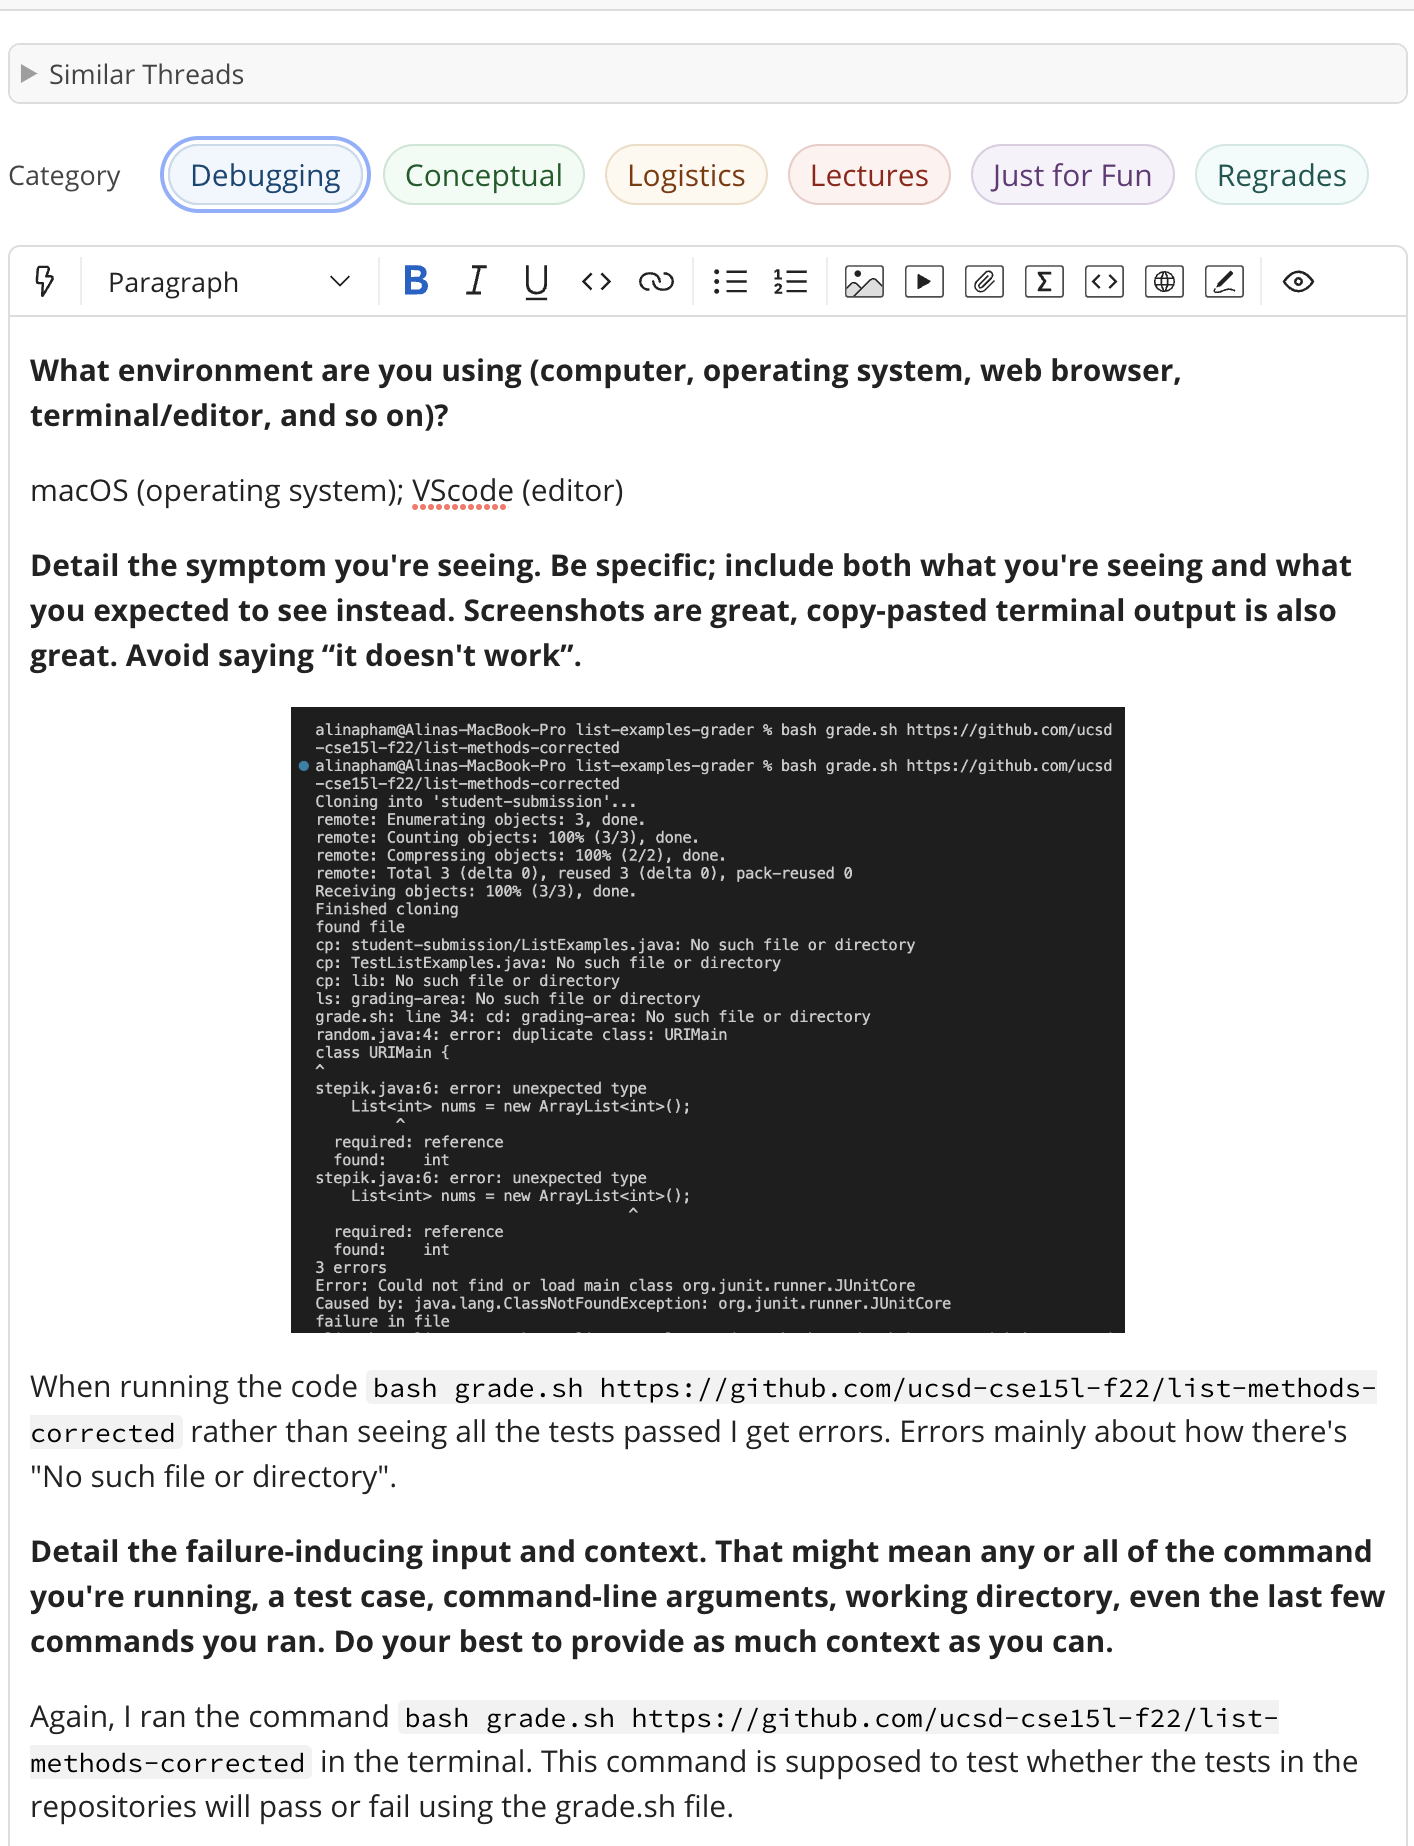 Similar Threads
Category Debugging Conceptual Logistics Lectures Just for Fun Regrades
Paragraph B I U <> 1 2 Σ <>
What environment are you using (computer, operating system, web browser,
terminal/editor, and so on)?
macOS (operating system); VScode (editor)
Detail the symptom you're seeing. Be specific; include both what you're seeing and what
you expected to see instead. Screenshots are great, copy-pasted terminal output is also
great. Avoid saying “it doesn't work”.
alinapham@Alinas-MacBook-Pro list-examples-grader % bash grade.sh https://github.com/ucsd
-cse15l-f22/list-methods-corrected
alinapham@Alinas-MacBook-Pro list-examples-grader % bash grade.sh https://github.com/ucsd
-cse15l-f22/list-methods-corrected
Cloning into 'student-submission'...
remote: Enumerating objects: 3, done.
remote: Counting objects: 100% (3/3), done.
remote: Compressing objects: 100% (2/2), done.
remote: Total 3 (delta 0), reused 3 (delta 0), pack-reused 0
Receiving objects: 100% (3/3), done.
Finished cloning
found file
cp: student-submission/ListExamples.java: No such file or directory
cp: TestListExamples.java: No such file or directory
cp: lib: No such file or directory
ls: grading-area: No such file or directory
grade.sh: line 34: cd: grading-area: No such file or directory
random.java:4: error: duplicate class: URIMain
class URIMain {
^
stepik.java:6: error: unexpected type
List<int> nums = new ArrayList<int>();
^
required: reference
found: int
stepik.java:6: error: unexpected type
List<int> nums = new ArrayList<int>();
^
required: reference
found: int
3 errors
Error: Could not find or load main class org.junit.runner.JUnitCore
Caused by: java.lang.ClassNotFoundException: org.junit.runner.JUnitCore
failure in file
When running the code bash grade.sh https://github.com/ucsd-cse15l-f22/list-methods-
corrected rather than seeing all the tests passed I get errors. Errors mainly about how there's
"No such file or directory".
Detail the failure-inducing input and context. That might mean any or all of the command
you're running, a test case, command-line arguments, working directory, even the last few
commands you ran. Do your best to provide as much context as you can.
Again, I ran the command bash grade.sh https://github.com/ucsd-cse15l-f22/list-
methods-corrected in the terminal. This command is supposed to test whether the tests in the
repositories will pass or fail using the grade.sh file.